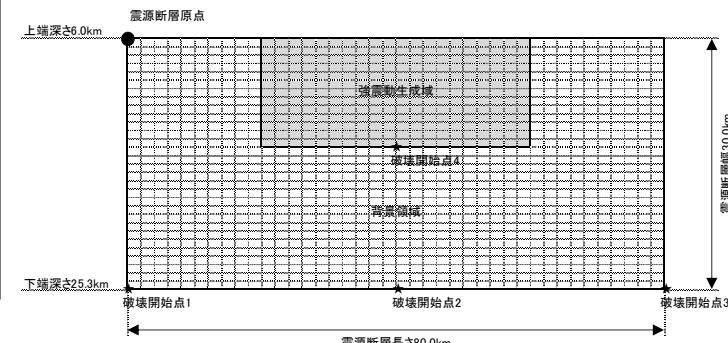 震源断層原点
上端深さ6.0km
強震動生成域
破壊開始点4
震源断層幅30.0km
背景領域
下端深さ25.3km
破壊開始点1
破壊開始点2
破壊開始点3
震源断層長さ80.0km